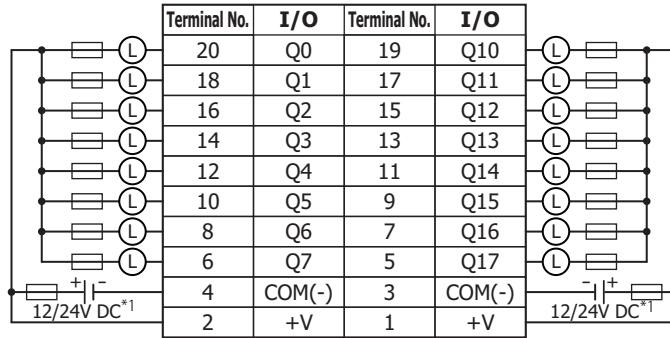 Terminal No. I/O Terminal No. I/O
L 20 Q0 19 Q10 L
L 18 Q1 17 Q11 L
L 16 Q2 15 Q12 L
L 14 Q3 13 Q13 L
L 12 Q4 11 Q14 L
L 10 Q5 9 Q15 L
L 8 Q6 7 Q16 L
L 6 Q7 5 Q17 L
+ - 4 COM(-) 3 COM(-) - +
12/24V DC*1 2 +V 1 +V 12/24V DC*1